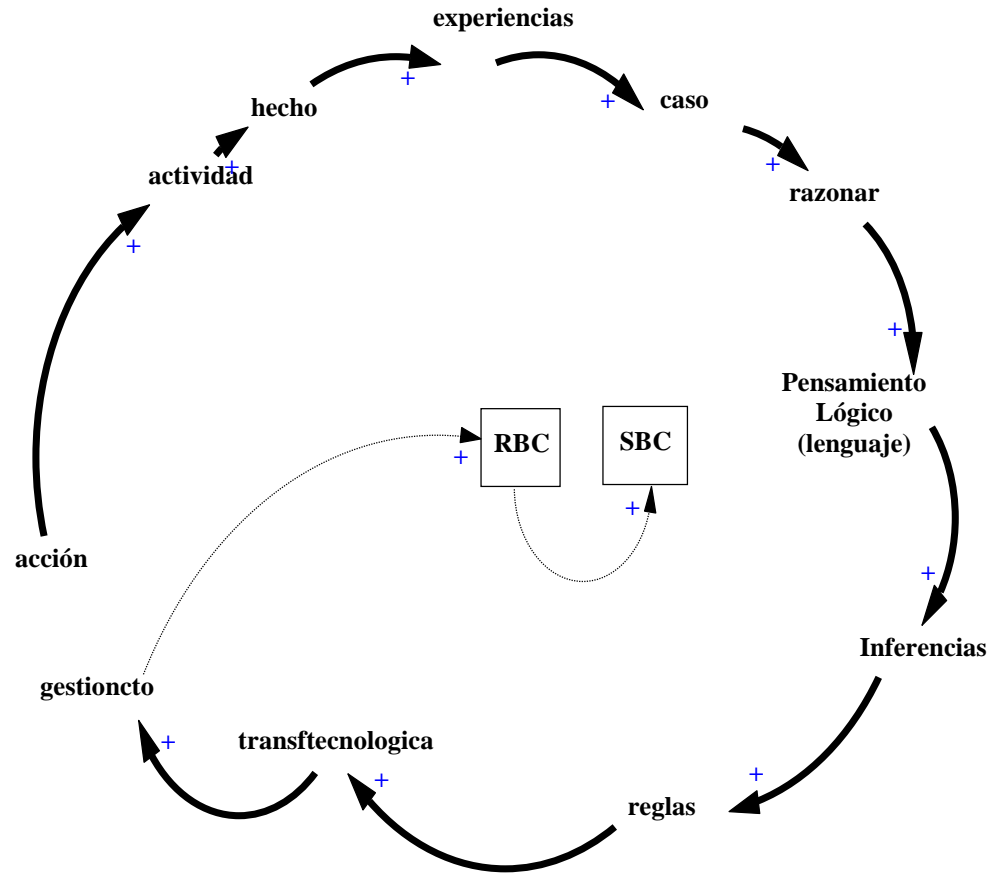 experiencias
+
+
caso
hecho
+
+
actividad
razonar
+
+
Pensamiento
Lógico
(lenguaje)
RBC
SBC
+
+
acción
+
Inferencias
gestioncto
+
transftecnologica
+
+
reglas